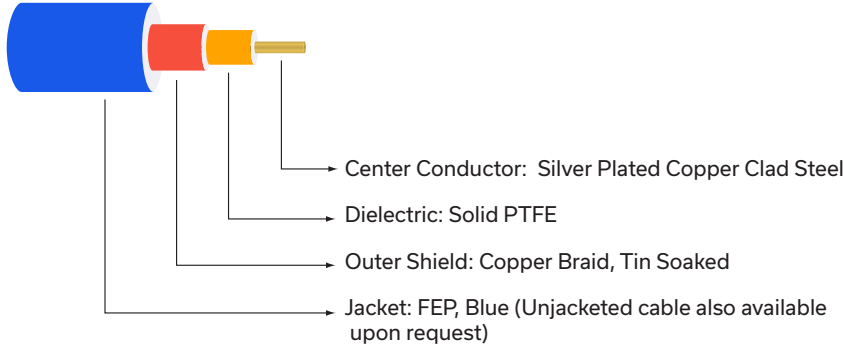 Center Conductor:  Silver Plated Copper Clad Steel
Dielectric: Solid PTFE
Outer Shield: Copper Braid, Tin Soaked
Jacket: FEP, Blue (Unjacketed cable also available
upon request)